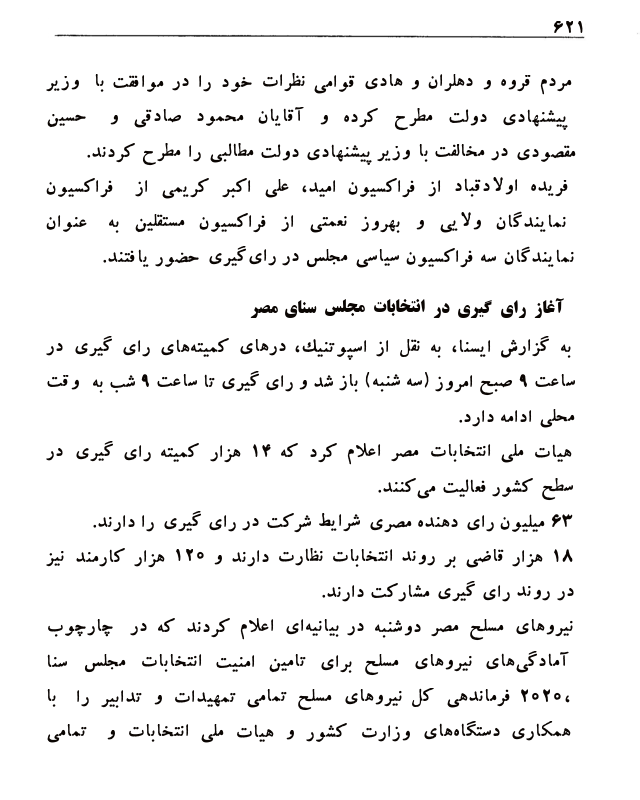 ۶۲۱
مردم قروه و دهلران و هادی قوامی نظرات خود را در موافقت با وزیر
پیشنهادی دولت مطرح کرده و آقایان محمود صادقی و حسین
مقصودی در مخالفت با وزیر پیشنهادی دولت مطالبی را مطرح کردند.
فریده اولادقباد از فراکسیون امید، علی اکبر کریمی از فراکسیون
نمایندگان ولایی و بهروز نعمتی از فراکسیون مستقلین به عنوان
نمایندگان سه فراکسیون سیاسی مجلس در رای‌گیری حضور یافتند.
آغاز رای گیری در انتخابات مجلس سنای مصر
به گزارش ایسنا، به نقل از اسپوتنیک، درهای کمیته‌های رای گیری در
ساعت ۹ صبح امروز (سه شنبه) باز شد و رای گیری تا ساعت ۹ شب به وقت
محلی ادامه دارد.
هیات ملی انتخابات مصر اعلام کرد که ۱۴ هزار کمیته رای گیری در
سطح کشور فعالیت می‌کنند.
۶۳ میلیون رای دهنده مصری شرایط شرکت در رای گیری را دارند.
۱۸ هزار قاضی بر روند انتخابات نظارت دارند و ۱۲۰ هزار کارمند نیز
در روند رای گیری مشارکت دارند.
نیروهای مسلح مصر دوشنبه در بیانیه‌ای اعلام کردند که در چارچوب
آمادگی‌های نیروهای مسلح برای تامین امنیت انتخابات مجلس سنا
۲۰۲۰، فرماندهی کل نیروهای مسلح تمامی تمهیدات و تدابیر را با
همکاری دستگاه‌های وزارت کشور و هیات ملی انتخابات و تمامی